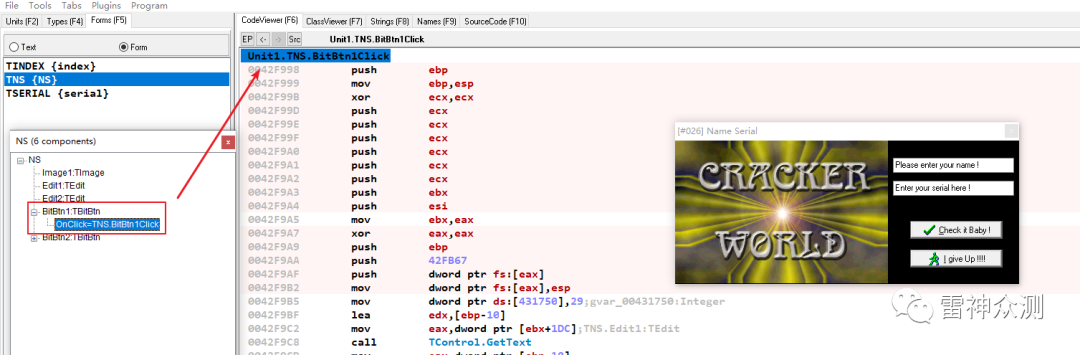 File Tools Tabs Plugins Program
Units (F2) Types (F4) Forms (F5)
CodeViewer (F6) ClassViewer (F7) Strings (F8) Names (F9) SourceCode (F10)
Text Form
EP <- -> Src Unit1.TNS.BitBtn1Click
TINDEX {index}
TNS {NS}
TSERIAL {serial}
NS (6 components)
NS
Image1:TImage
Edit1:TEdit
Edit2:TEdit
BitBtn1:TBitBtn
OnClick=TNS.BitBtn1Click
BitBtn2:TBitBtn
Unit1.TNS.BitBtn1Click
0042F998 push ebp
0042F999 mov ebp,esp
0042F99B xor ecx,ecx
0042F99D push ecx
0042F99E push ecx
0042F99F push ecx
0042F9A0 push ecx
0042F9A1 push ecx
0042F9A2 push ecx
0042F9A3 push ebx
0042F9A4 push esi
0042F9A5 mov ebx,eax
0042F9A7 xor eax,eax
0042F9A9 push ebp
0042F9AA push 42FB67
0042F9AF push dword ptr fs:[eax]
0042F9B2 mov dword ptr fs:[eax],esp
0042F9B5 mov dword ptr ds:[431750],29;gvar_00431750:Integer
0042F9BF lea edx,[ebp-10]
0042F9C2 mov eax,dword ptr [ebx+1DC];TNS.Edit1:TEdit
0042F9C8 call TControl.GetText
[#026] Name Serial
CRACKER
WORLD
Please enter your name !
Enter your serial here !
Check it Baby !
I give Up !!!!
雷神众测